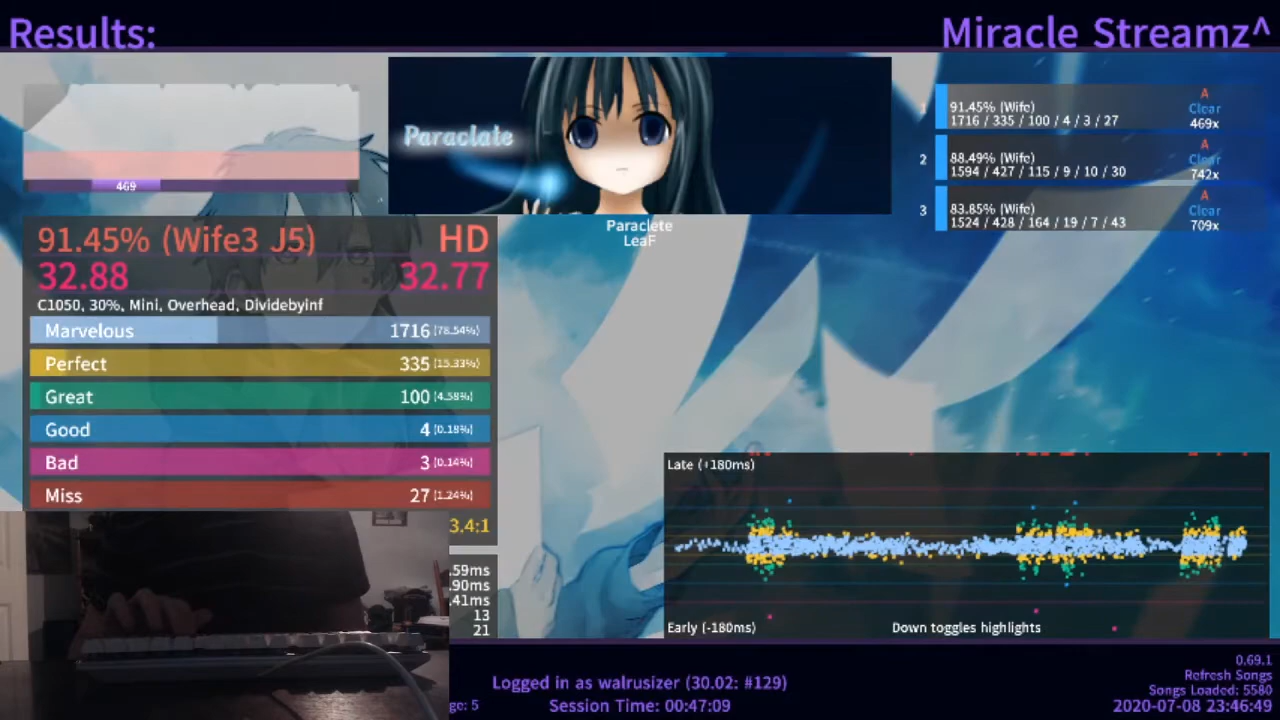 Results:
Miracle Streamz^
Paraclate
Paraclete
LeaF
469
1
91.45% (Wife)
1716 / 335 / 100 / 4 / 3 / 27
A
Clear
469x
2
88.49% (Wife)
1594 / 427 / 115 / 9 / 10 / 30
A
Clear
742x
3
83.85% (Wife)
1524 / 428 / 164 / 19 / 7 / 43
A
Clear
709x
91.45% (Wife3 J5) HD
32.88 32.77
C1050, 30%, Mini, Overhead, Dividebyinf
Marvelous 1716 (78.54%)
Perfect 335 (15.33%)
Great 100 (4.58%)
Good 4 (0.18%)
Bad 3 (0.14%)
Miss 27 (1.24%)
3.4:1
.59ms
.90ms
.41ms
13
21
Late (+180ms)
Early (-180ms)
Down toggles highlights
Logged in as walrusizer (30.02: #129)
ge: 5
Session Time: 00:47:09
0.69.1
Refresh Songs
Songs Loaded: 5580
2020-07-08 23:46:49